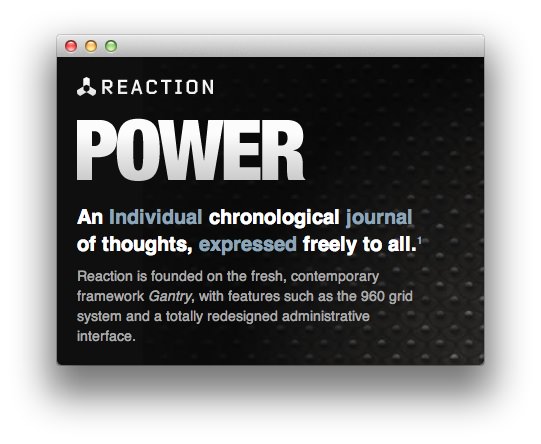 REACTION
POWER
An Individual chronological journal
of thoughts, expressed freely to all.¹
Reaction is founded on the fresh, contemporary
framework Gantry, with features such as the 960 grid
system and a totally redesigned administrative
interface.